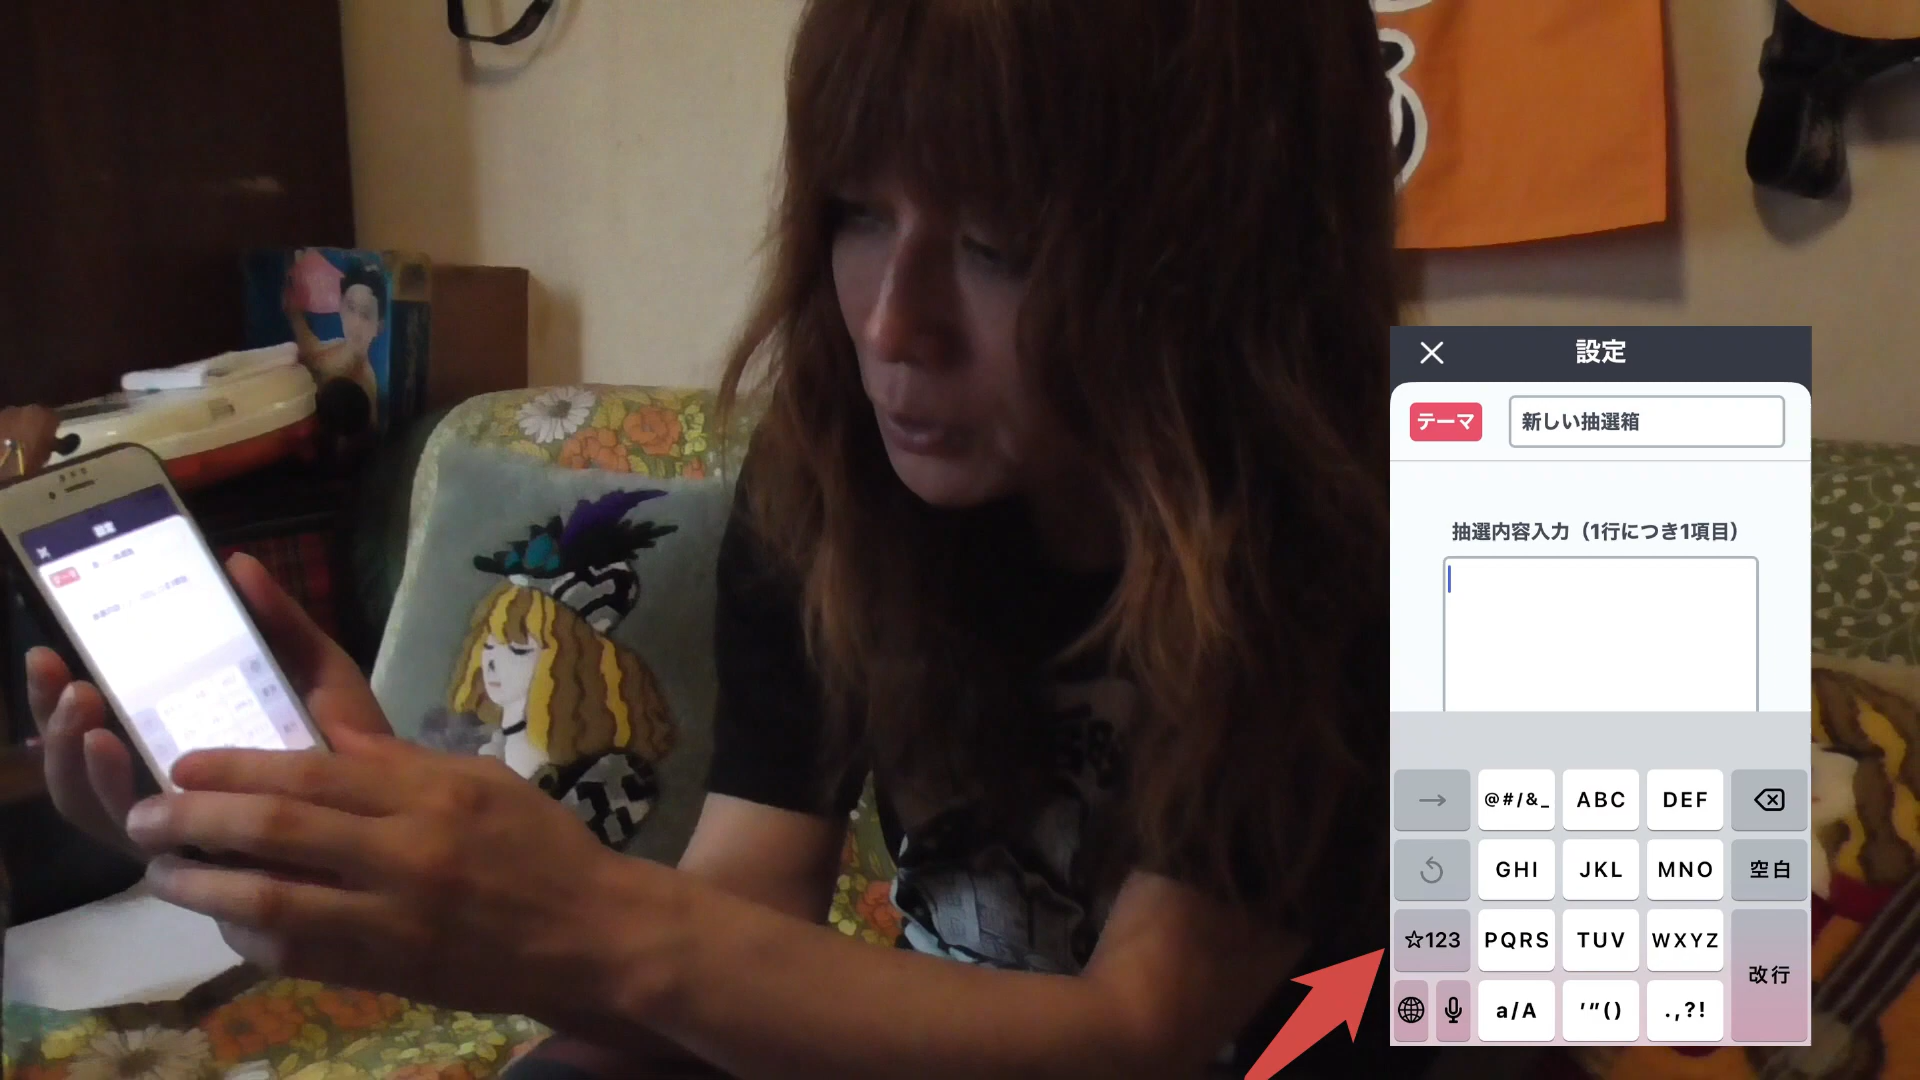 設定
テーマ
新しい抽選箱
抽選内容入力（1行につき1項目）
→ @#/&_ ABC DEF
GHI JKL MNO 空白
☆123 PQRS TUV WXYZ
改行
a/A '"() .,?!